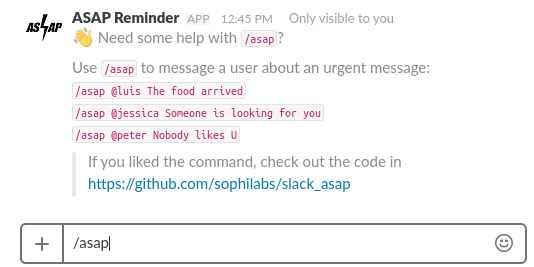 ASAP
ASAP Reminder APP 12:45 PM Only visible to you
👋 Need some help with /asap?
Use /asap to message a user about an urgent message:
/asap @luis The food arrived
/asap @jessica Someone is looking for you
/asap @peter Nobody likes U
If you liked the command, check out the code in
https://github.com/sophilabs/slack_asap
/asap